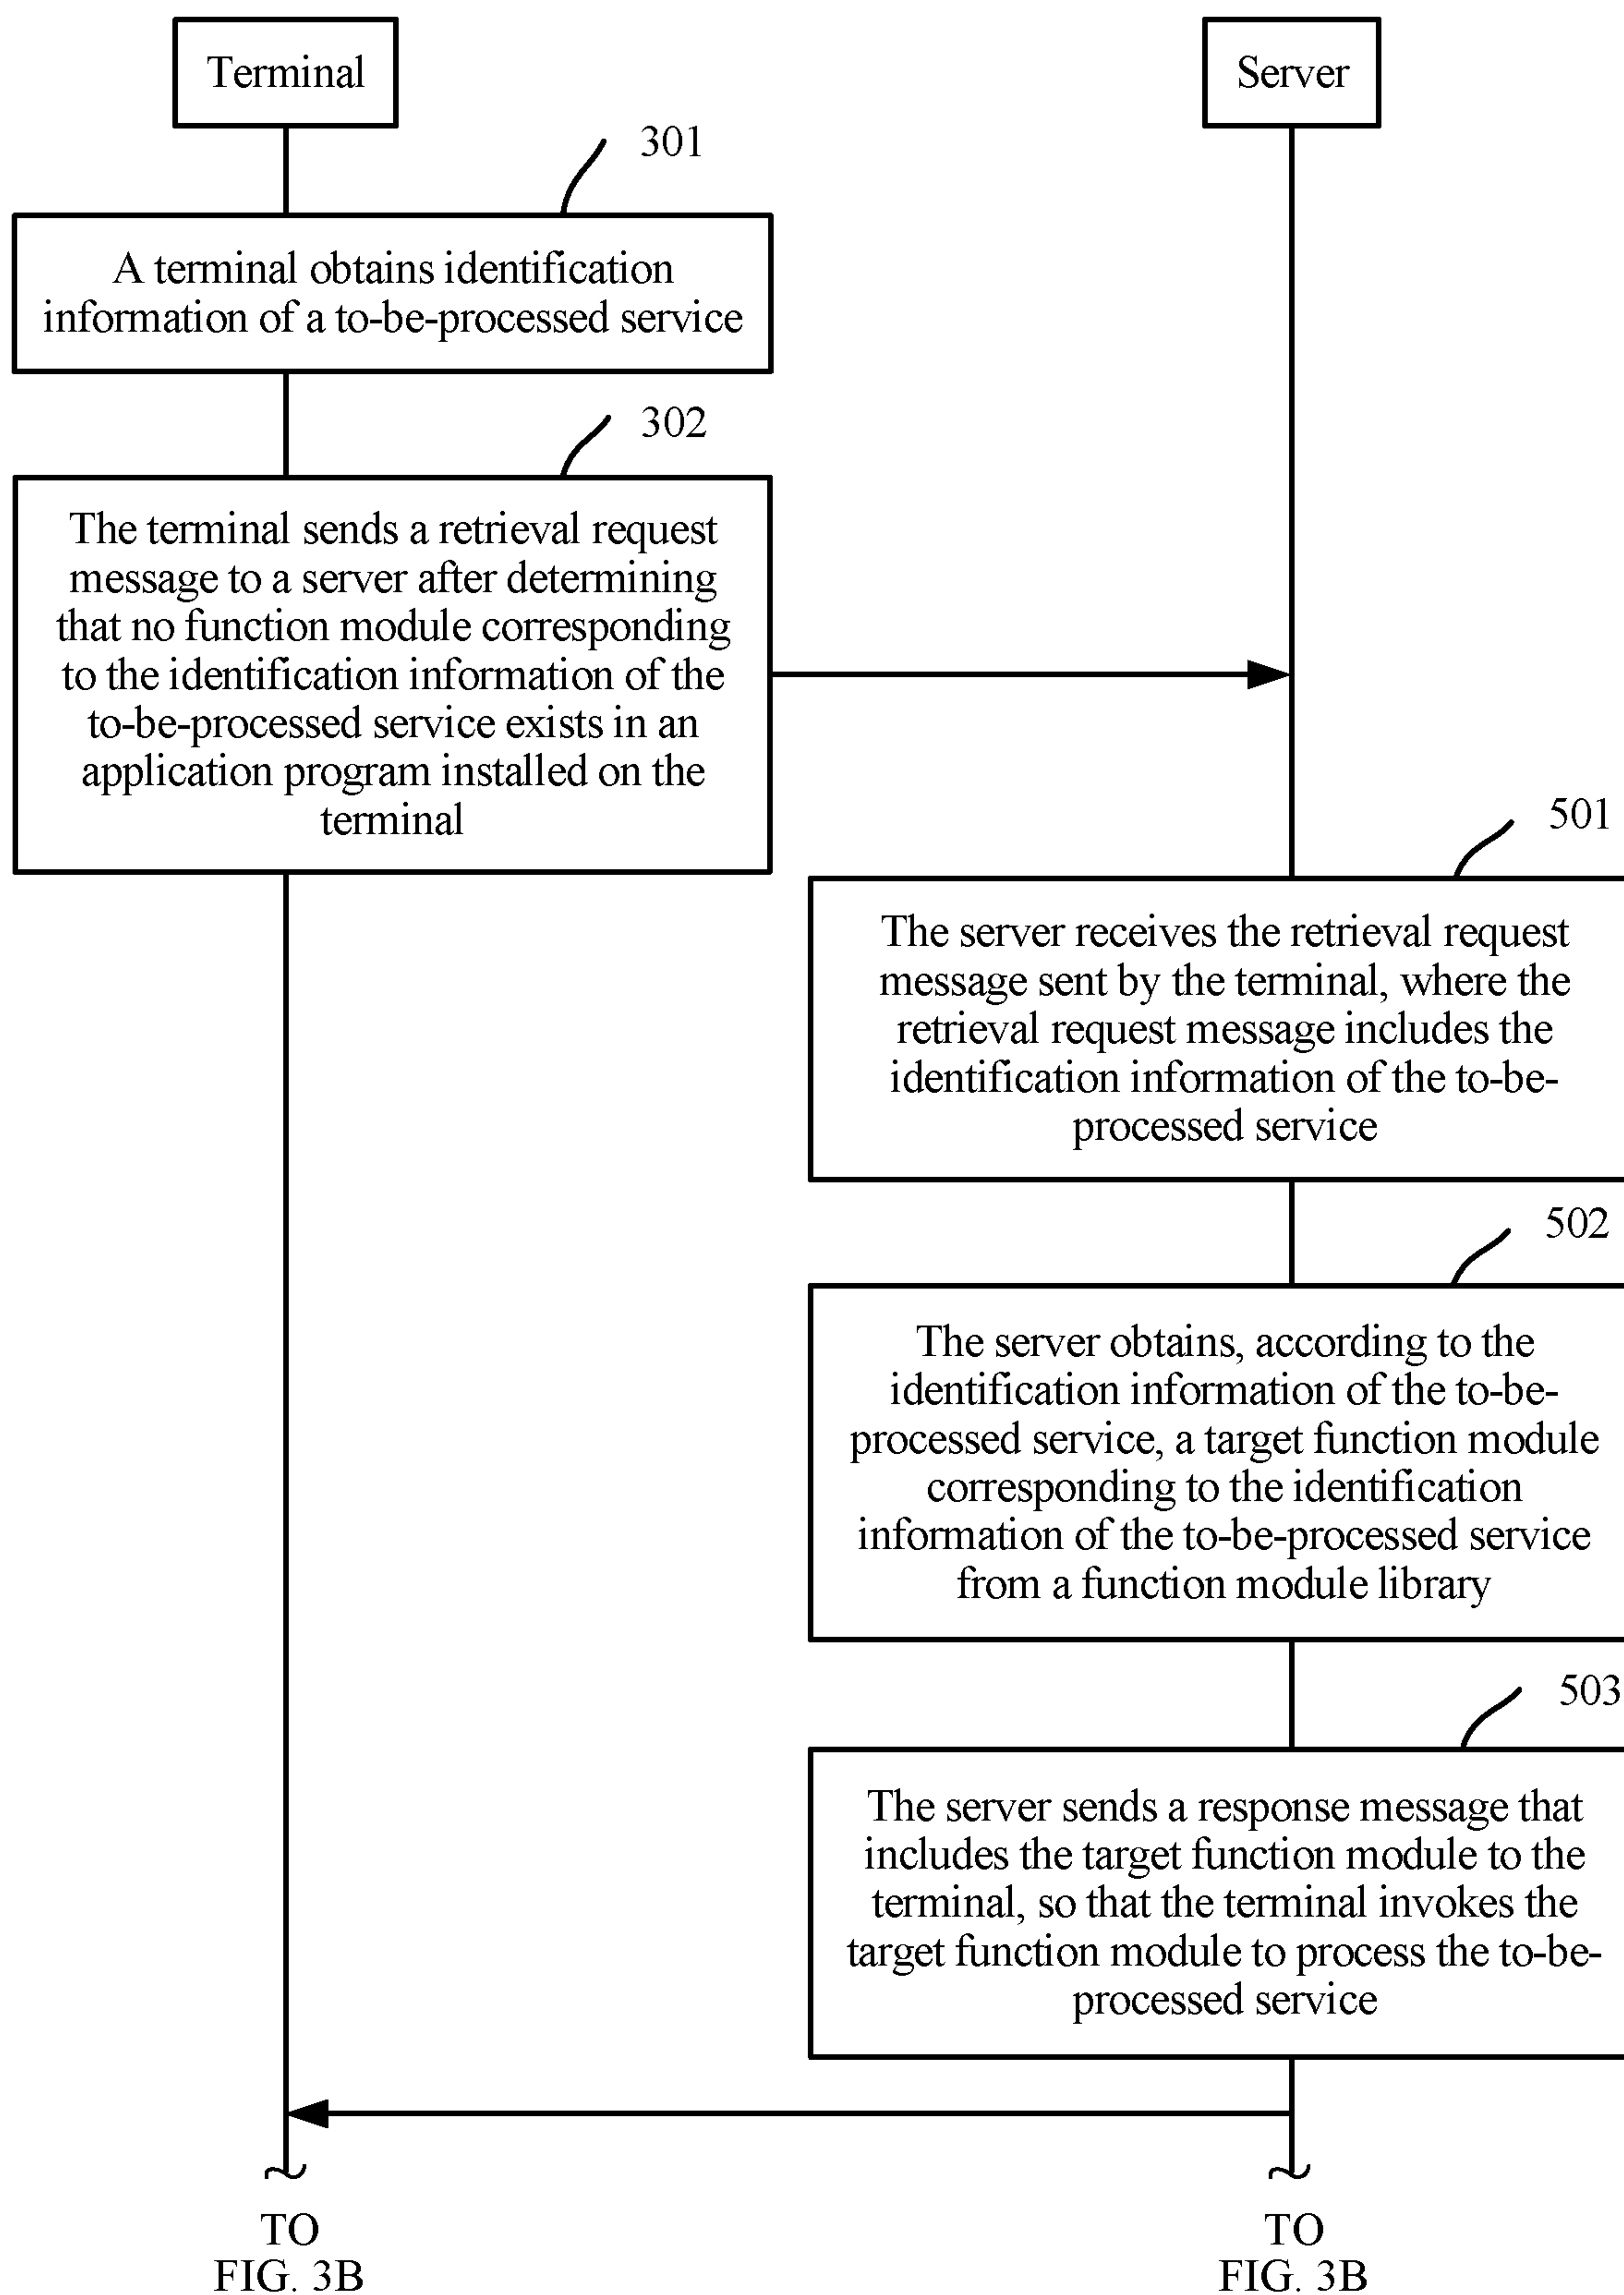 Terminal
Server
301
A terminal obtains identification
information of a to-be-processed service
302
The terminal sends a retrieval request
message to a server after determining
that no function module corresponding
to the identification information of the
to-be-processed service exists in an
application program installed on the
terminal
501
The server receives the retrieval request
message sent by the terminal, where the
retrieval request message includes the
identification information of the to-be-
processed service
502
The server obtains, according to the
identification information of the to-be-
processed service, a target function module
corresponding to the identification
information of the to-be-processed service
from a function module library
503
The server sends a response message that
includes the target function module to the
terminal, so that the terminal invokes the
target function module to process the to-be-
processed service
TO
FIG. 3B
TO
FIG. 3B